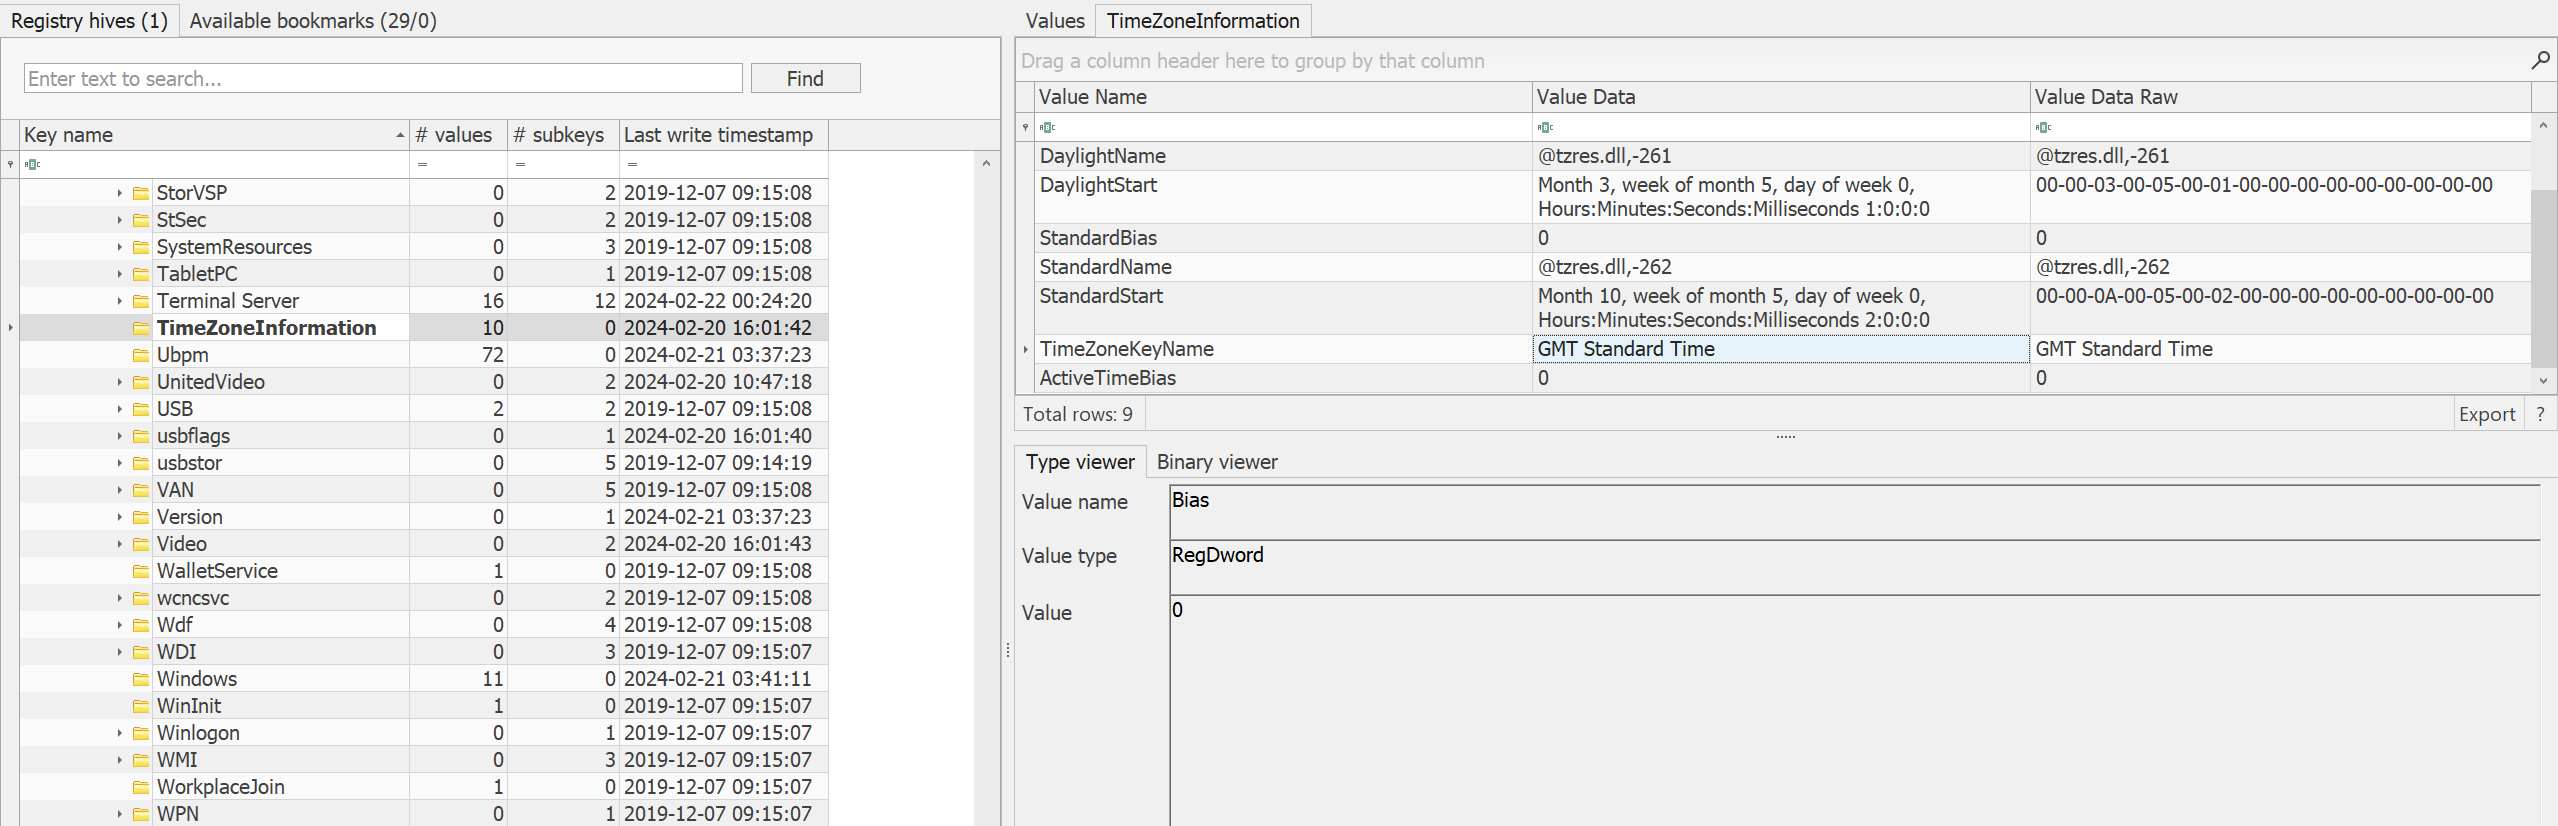 Registry hives (1) Available bookmarks (29/0)
Enter text to search... Find
Key name # values # subkeys Last write timestamp
ABC = = =
StorVSP 0 2 2019-12-07 09:15:08
StSec 0 2 2019-12-07 09:15:08
SystemResources 0 3 2019-12-07 09:15:08
TabletPC 0 1 2019-12-07 09:15:08
Terminal Server 16 12 2024-02-22 00:24:20
TimeZoneInformation 10 0 2024-02-20 16:01:42
Ubpm 72 0 2024-02-21 03:37:23
UnitedVideo 0 2 2024-02-20 10:47:18
USB 2 2 2019-12-07 09:15:08
usbflags 0 1 2024-02-20 16:01:40
usbstor 0 5 2019-12-07 09:14:19
VAN 0 5 2019-12-07 09:15:08
Version 0 1 2024-02-21 03:37:23
Video 0 2 2024-02-20 16:01:43
WalletService 1 0 2019-12-07 09:15:08
wcncsvc 0 2 2019-12-07 09:15:08
Wdf 0 4 2019-12-07 09:15:08
WDI 0 3 2019-12-07 09:15:07
Windows 11 0 2024-02-21 03:41:11
WinInit 1 0 2019-12-07 09:15:07
Winlogon 0 1 2019-12-07 09:15:07
WMI 0 3 2019-12-07 09:15:07
WorkplaceJoin 1 0 2019-12-07 09:15:07
WPN 0 1 2019-12-07 09:15:07
Values TimeZoneInformation
Drag a column header here to group by that column
Value Name Value Data Value Data Raw
ABC ABC ABC
DaylightName @tzres.dll,-261 @tzres.dll,-261
DaylightStart Month 3, week of month 5, day of week 0, 00-00-03-00-05-00-01-00-00-00-00-00-00-00-00-00
Hours:Minutes:Seconds:Milliseconds 1:0:0:0
StandardBias 0 0
StandardName @tzres.dll,-262 @tzres.dll,-262
StandardStart Month 10, week of month 5, day of week 0, 00-00-0A-00-05-00-02-00-00-00-00-00-00-00-00-00
Hours:Minutes:Seconds:Milliseconds 2:0:0:0
TimeZoneKeyName GMT Standard Time GMT Standard Time
ActiveTimeBias 0 0
Total rows: 9 Export ?
Type viewer Binary viewer
Value name Bias
Value type RegDword
Value 0